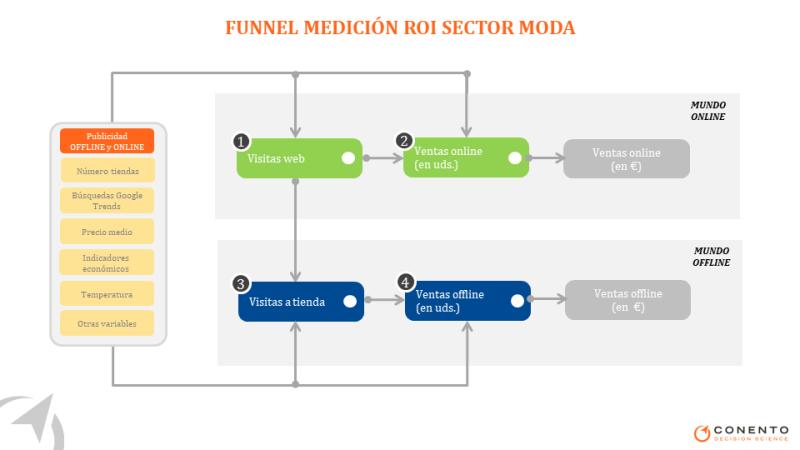 FUNNEL MEDICIÓN ROI SECTOR MODA
Publicidad
OFFLINE y ONLINE
Número tiendas
Búsquedas Google
Trends
Precio medio
Indicadores
económicos
Temperatura
Otras variables
MUNDO
ONLINE
1
Visitas web
2
Ventas online
(en uds.)
Ventas online
(en €)
MUNDO
OFFLINE
3
Visitas a tienda
4
Ventas offline
(en uds.)
Ventas offline
(en €)
CONENTO
DECISION SCIENCE